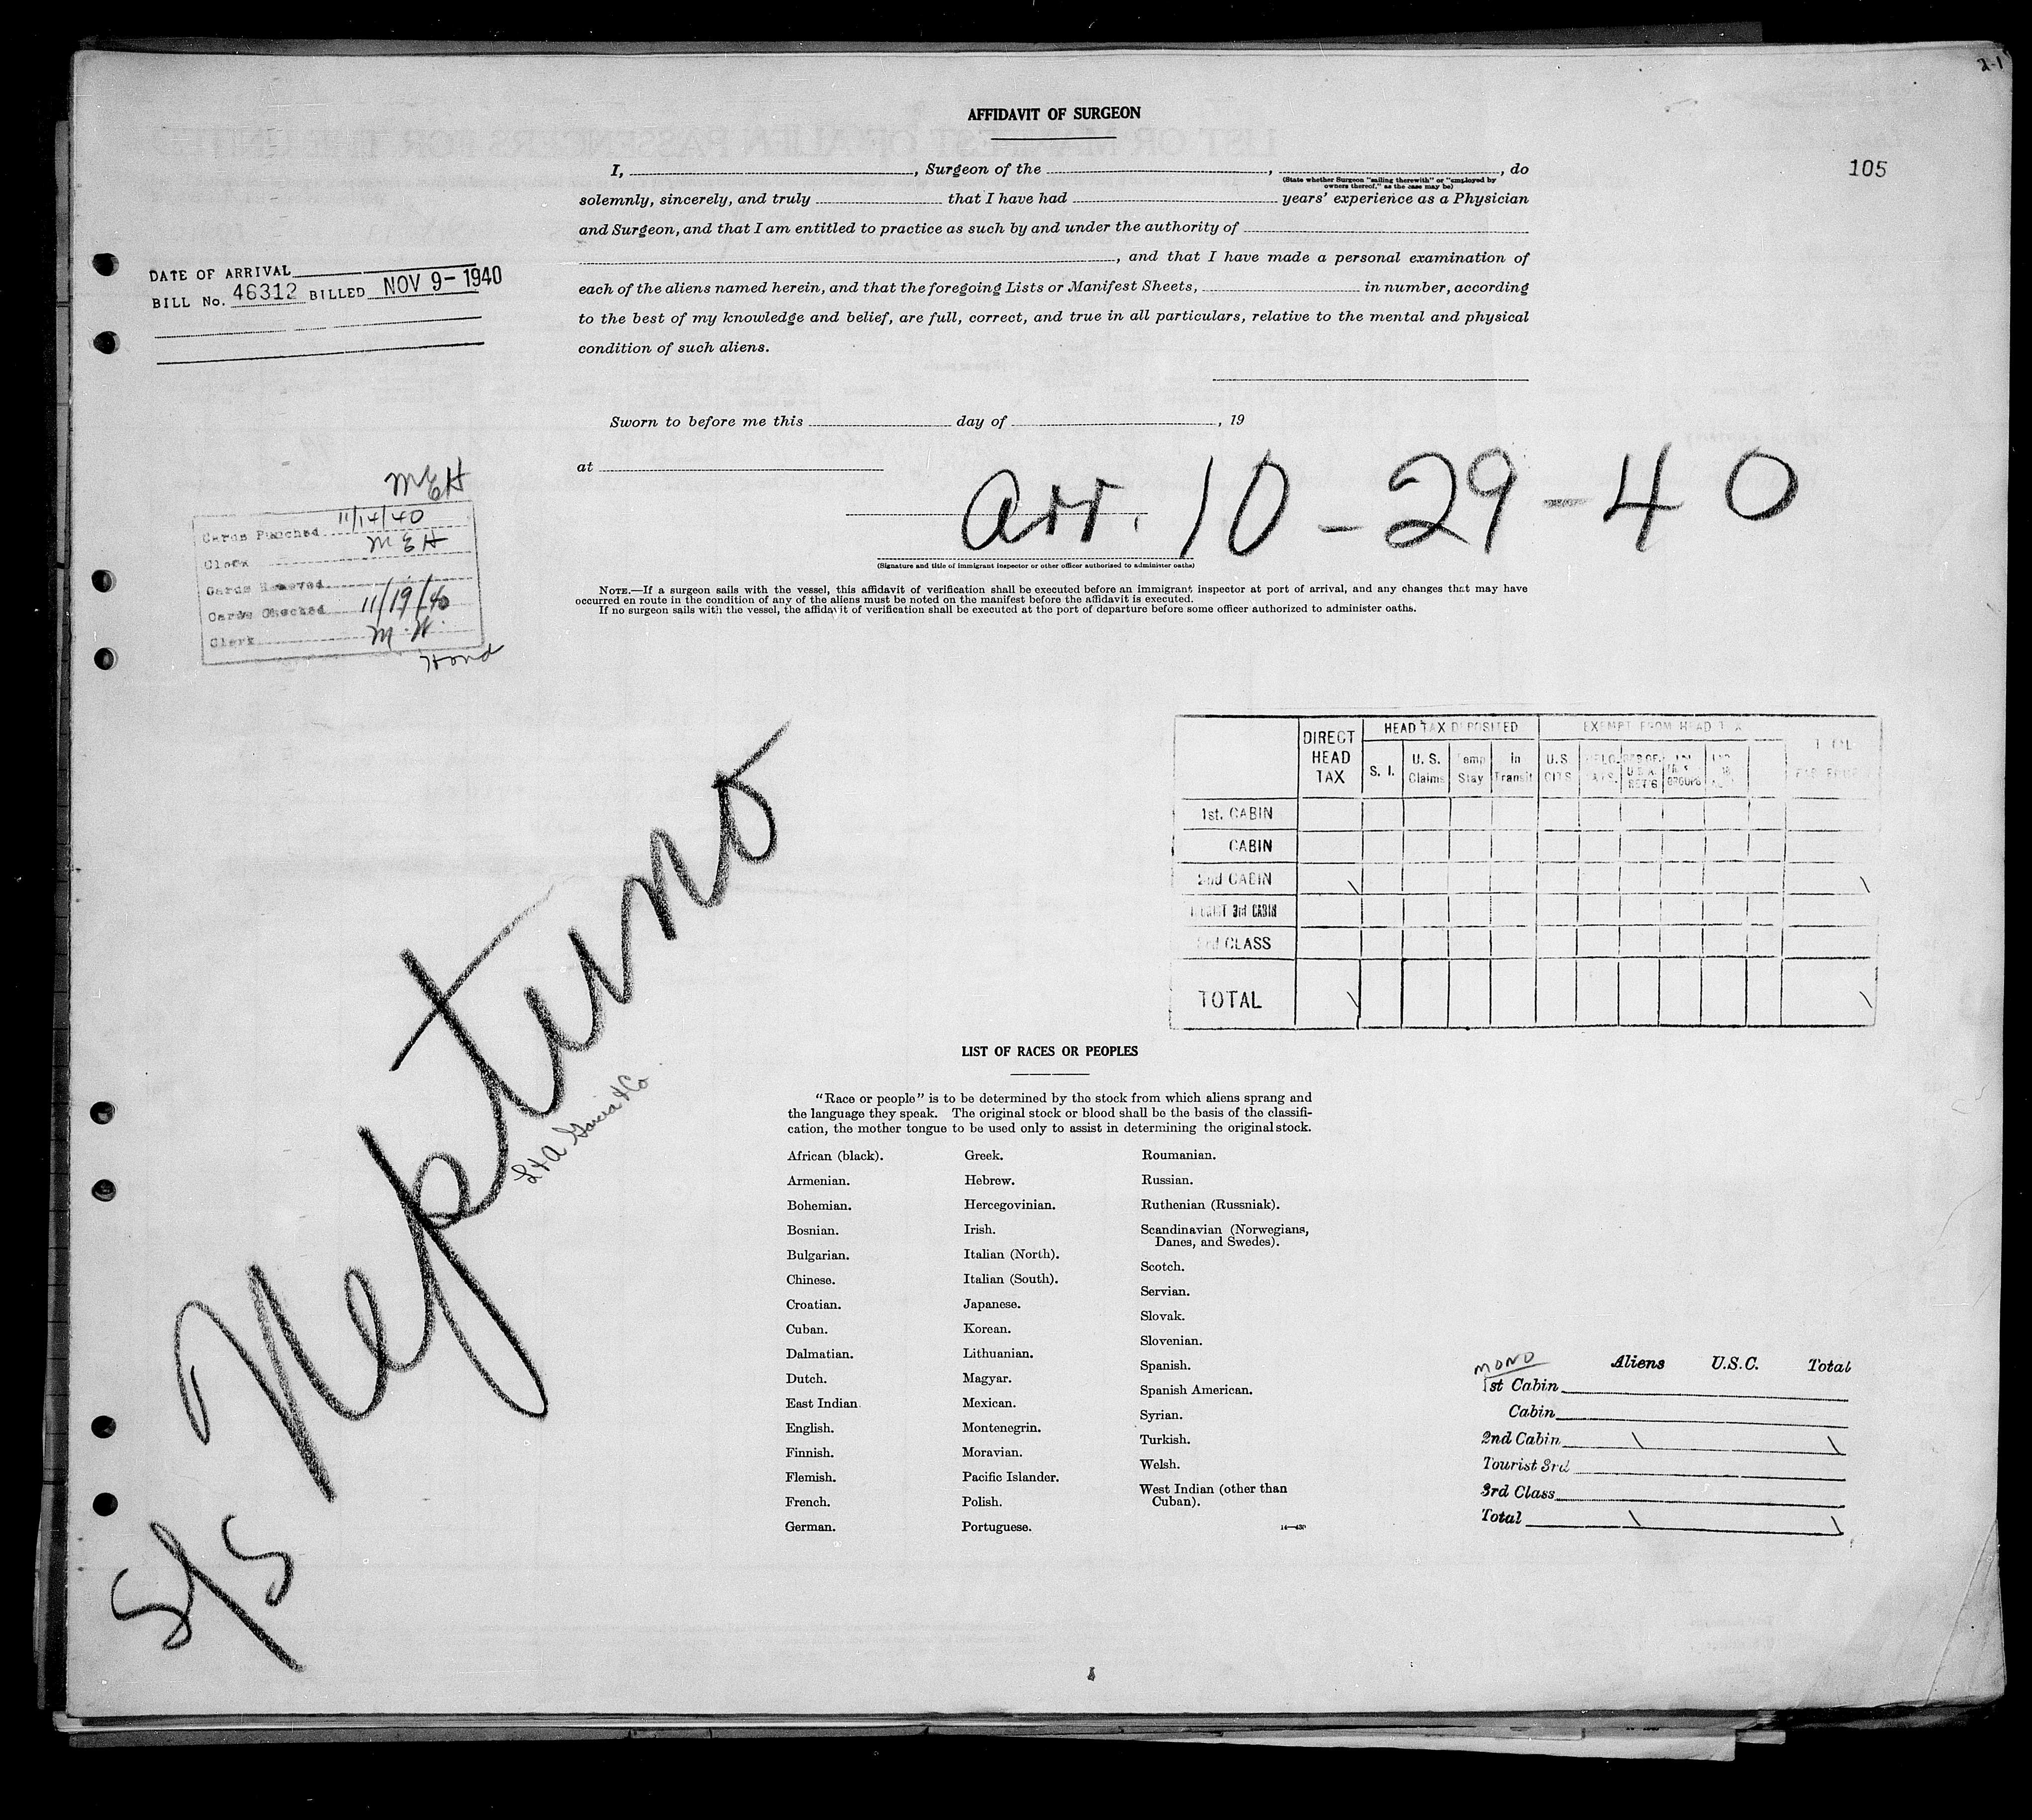 2-1
AFFIDAVIT OF SURGEON
105
I, , Surgeon of the , , do
(State whether Surgeon "sailing therewith" or "employed by
owners thereof," as the case may be)
solemnly, sincerely, and truly that I have had years' experience as a Physician
and Surgeon, and that I am entitled to practice as such by and under the authority of
, and that I have made a personal examination of
each of the aliens named herein, and that the foregoing Lists or Manifest Sheets, in number, according
to the best of my knowledge and belief, are full, correct, and true in all particulars, relative to the mental and physical
condition of such aliens.
DATE OF ARRIVAL
BILL No. 46312 BILLED NOV 9-1940
Sworn to before me this day of , 19
at
Arr. 10-29-40
(Signature and title of immigrant inspector or other officer authorized to administer oaths)
MEH
Cards Punched 11/14/40
Clerk MEH
Cards Removed
Cards Checked 11/19/40
Clerk M.W.
NOTE.—If a surgeon sails with the vessel, this affidavit of verification shall be executed before an immigrant inspector at port of arrival, and any changes that may have
occurred en route in the condition of any of the aliens must be noted on the manifest before the affidavit is executed.
If no surgeon sails with the vessel, the affidavit of verification shall be executed at the port of departure before some officer authorized to administer oaths.
DIRECT HEAD TAX
HEAD TAX DEPOSITED
EXEMPT FROM HEAD TAX
S. I.
U. S. Claims
Temp Stay
In Transit
U.S. CITS
1st. CABIN
CABIN
2nd CABIN \ \
TOURIST 3rd CABIN
3rd CLASS
TOTAL \ \
S/S Neptuno
L & A Garcia & Co
LIST OF RACES OR PEOPLES
"Race or people" is to be determined by the stock from which aliens sprang and
the language they speak. The original stock or blood shall be the basis of the classifi-
cation, the mother tongue to be used only to assist in determining the original stock.
African (black).
Armenian.
Bohemian.
Bosnian.
Bulgarian.
Chinese.
Croatian.
Cuban.
Dalmatian.
Dutch.
East Indian
English.
Finnish.
Flemish.
French.
German.
Greek.
Hebrew.
Hercegovinian.
Irish.
Italian (North).
Italian (South).
Japanese.
Korean.
Lithuanian.
Magyar.
Mexican.
Montenegrin.
Moravian.
Pacific Islander.
Polish.
Portuguese.
Roumanian.
Russian.
Ruthenian (Russniak).
Scandinavian (Norwegians,
Danes, and Swedes).
Scotch.
Servian.
Slovak.
Slovenian.
Spanish.
Spanish American.
Syrian.
Turkish.
Welsh.
West Indian (other than
Cuban).
MONO
Aliens U.S.C. Total
1st Cabin
Cabin
2nd Cabin \ \
Tourist 3rd
3rd Class
Total \ \